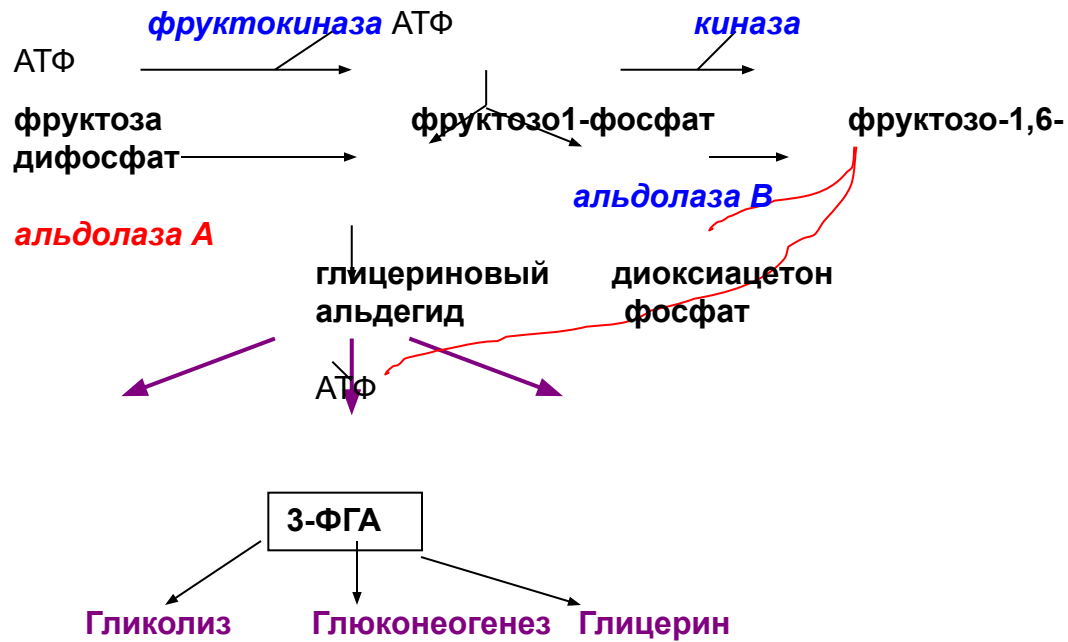 фруктокиназа АТФ киназа
АТФ
фруктоза фруктозо1-фосфат фруктозо-1,6-
дифосфат
альдолаза В
альдолаза А
глицериновый диоксиацетон
альдегид фосфат
АТФ
3-ФГА
Гликолиз Глюконеогенез Глицерин